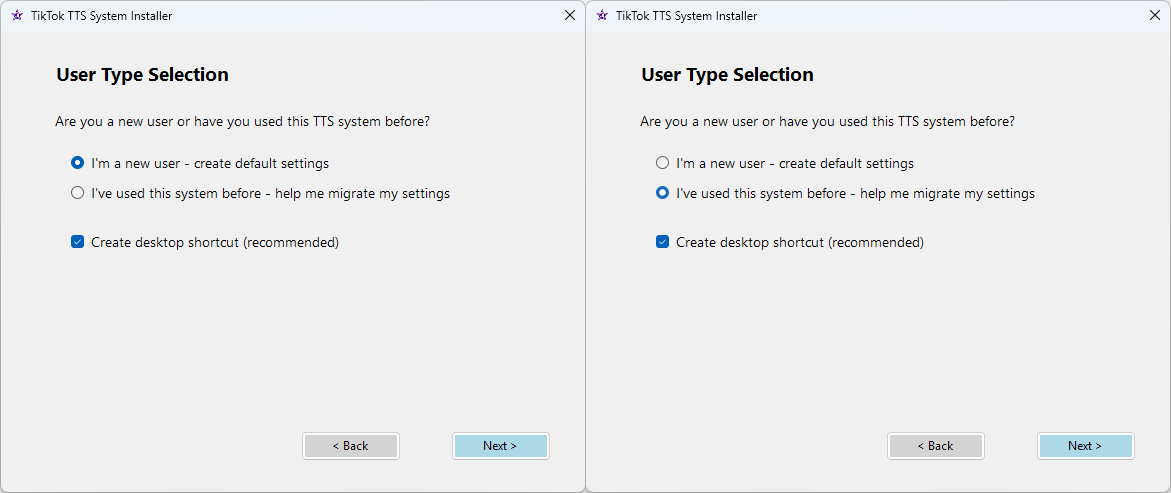 TikTok TTS System Installer
User Type Selection
Are you a new user or have you used this TTS system before?
I'm a new user - create default settings
I've used this system before - help me migrate my settings
Create desktop shortcut (recommended)
< Back
Next >
TikTok TTS System Installer
User Type Selection
Are you a new user or have you used this TTS system before?
I'm a new user - create default settings
I've used this system before - help me migrate my settings
Create desktop shortcut (recommended)
< Back
Next >